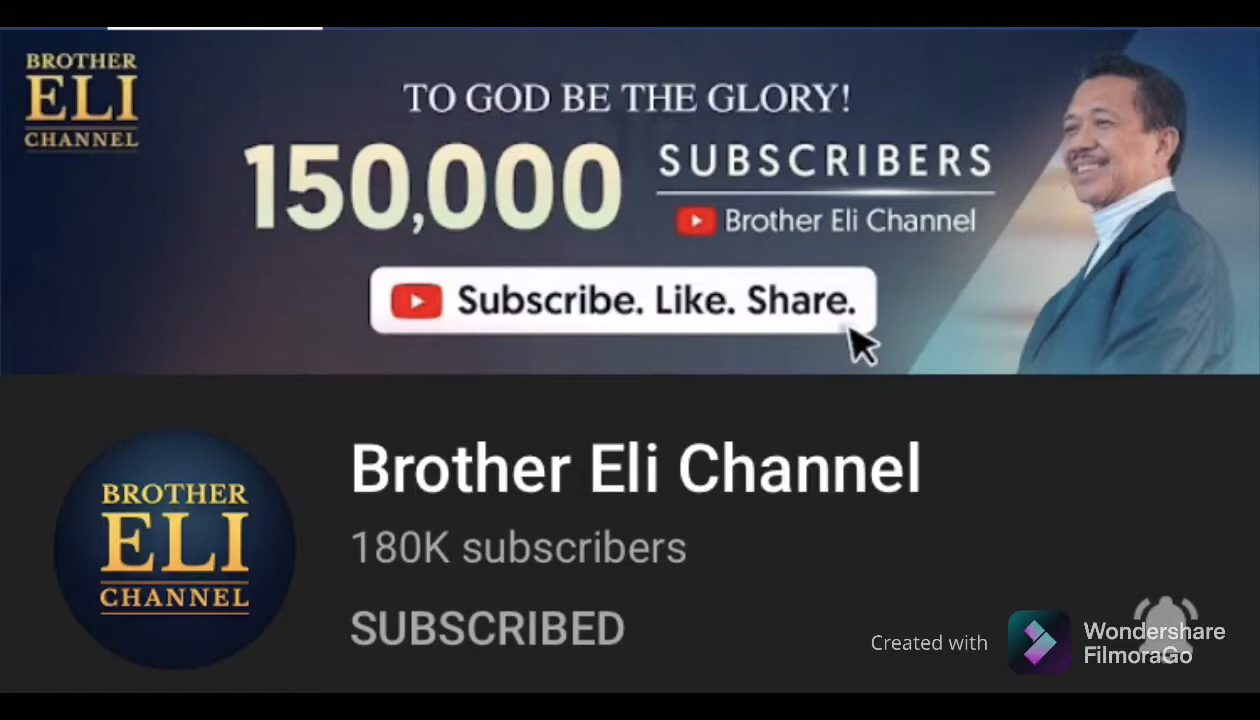 BROTHER
ELI
CHANNEL
TO GOD BE THE GLORY!
150,000
SUBSCRIBERS
Brother Eli Channel
Subscribe. Like. Share.
BROTHER
ELI
CHANNEL
Brother Eli Channel
180K subscribers
SUBSCRIBED
Created with
Wondershare
FilmoraGo